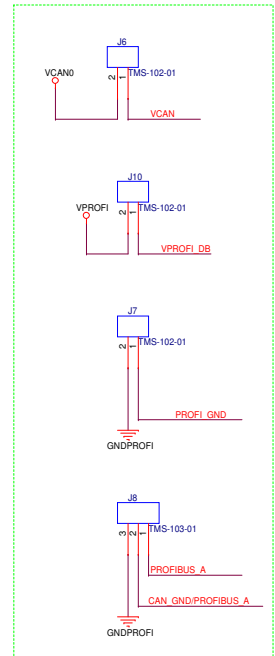 J6
VCAN0
TMS-102-01
2 1
VCAN
J10
VPROFI
TMS-102-01
2 1
VPROFI_DB
J7
TMS-102-01
2 1
PROFI_GND
GNDPROFI
J8
TMS-103-01
3 2 1
PROFIBUS_A
CAN_GND/PROFIBUS_A
GNDPROFI